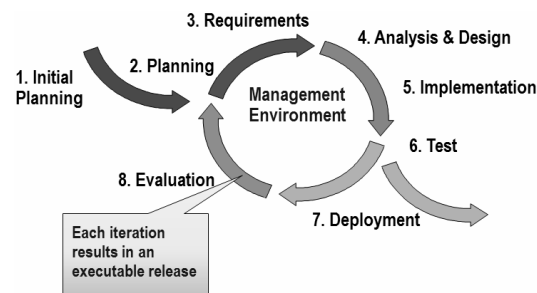 3. Requirements
4. Analysis & Design
2. Planning
1. Initial
Planning
5. Implementation
Management
Environment
6. Test
8. Evaluation
7. Deployment
Each iteration
results in an
executable release